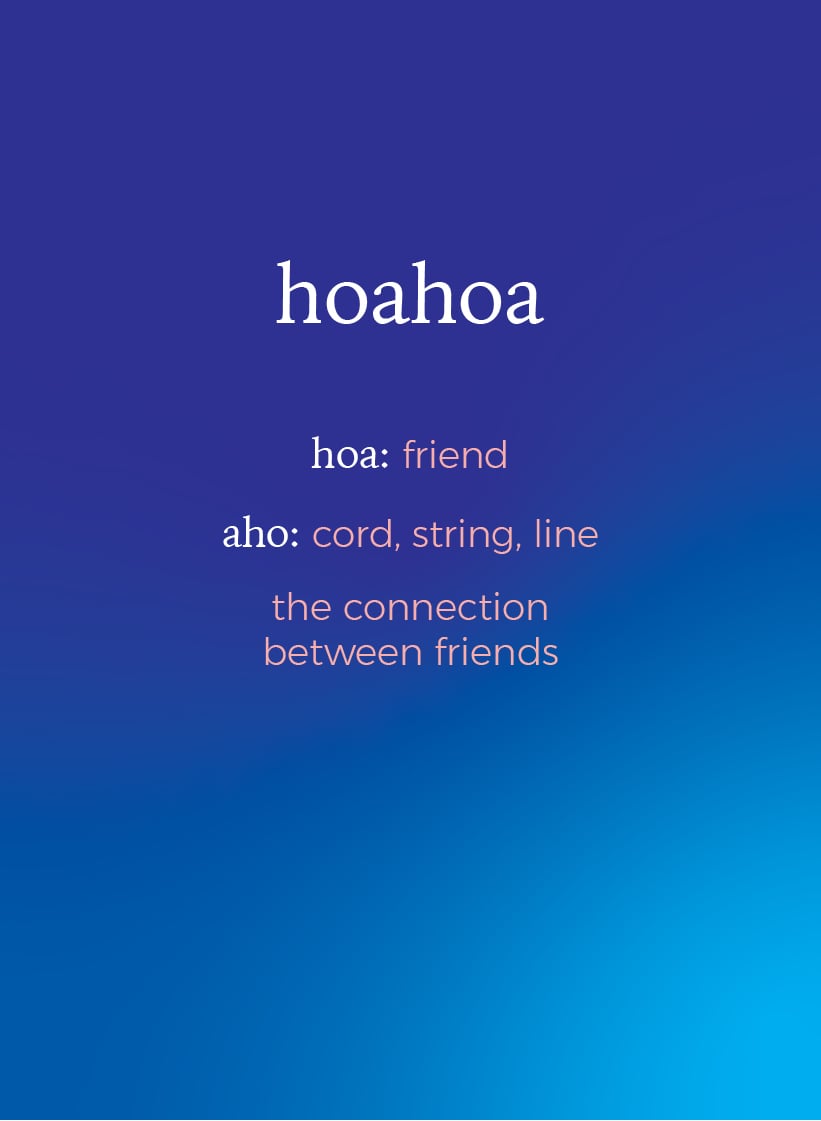 hoahoa
hoa: friend
aho: cord, string, line
the connection
between friends